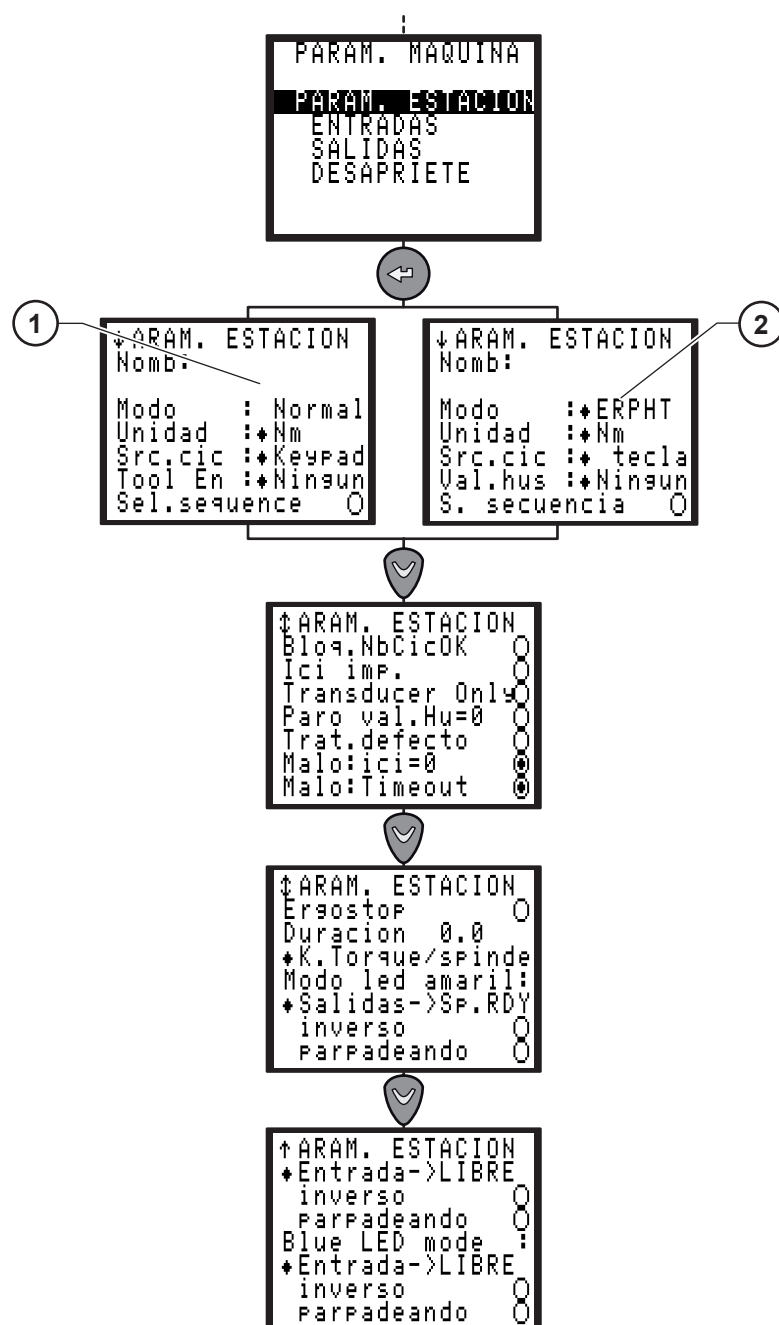 PARAM. MAQUINA
PARAM. ESTACION
ENTRADAS
SALIDAS
DESAPRIETE
1
↓ARAM. ESTACION
Nomb:
Modo : Normal
Unidad :♦Nm
Src.cic :♦Keypad
Tool En :♦Ningun
Sel.sequence
2
↓ARAM. ESTACION
Nomb:
Modo :♦ERPHT
Unidad :♦Nm
Src.cic :♦ tecla
Val.hus :♦Ningun
S. secuencia
↕ARAM. ESTACION
Bloq.NbCicOK
Ici imp.
Transducer Only
Paro val.Hu=0
Trat.defecto
Malo:ici=0
Malo:Timeout
↕ARAM. ESTACION
Ergostop
Duracion 0.0
♦K.Torque/spinde
Modo led amaril:
♦Salidas->Sp.RDY
inverso
parpadeando
↑ARAM. ESTACION
♦Entrada->LIBRE
inverso
parpadeando
Blue LED mode :
♦Entrada->LIBRE
inverso
parpadeando